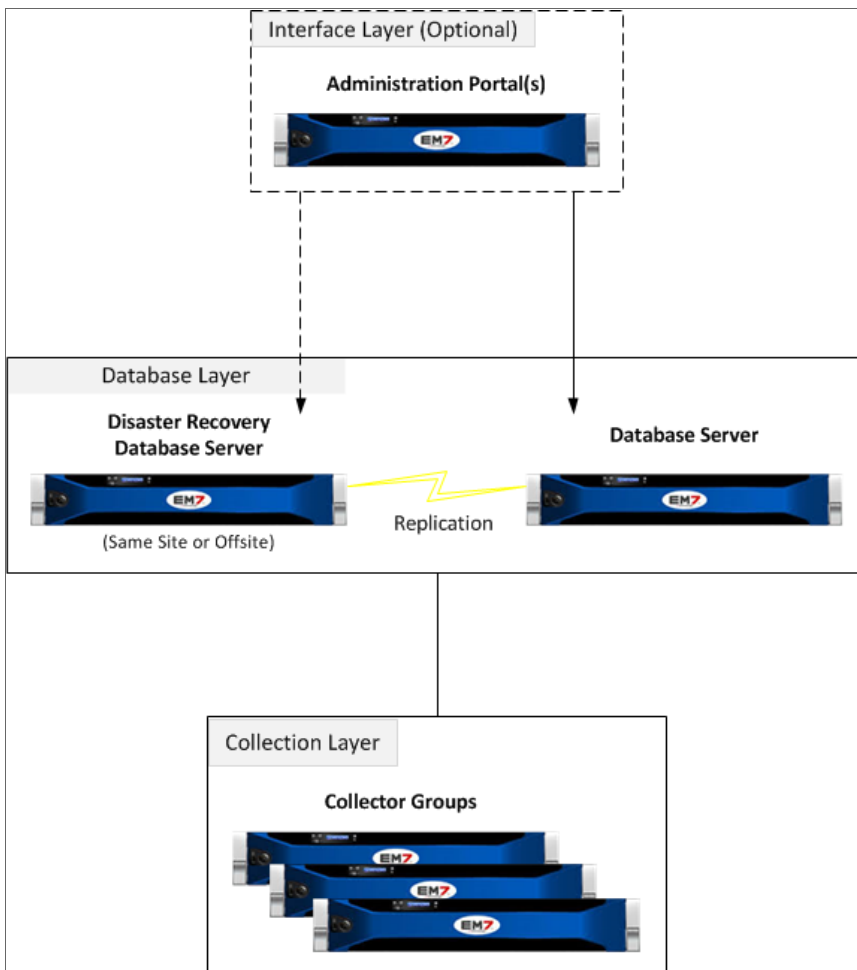 Interface Layer (Optional)
Administration Portal(s)
EM7
Database Layer
Disaster Recovery
Database Server
Database Server
EM7
EM7
Replication
(Same Site or Offsite)
Collection Layer
Collector Groups
EM7
EM7
EM7